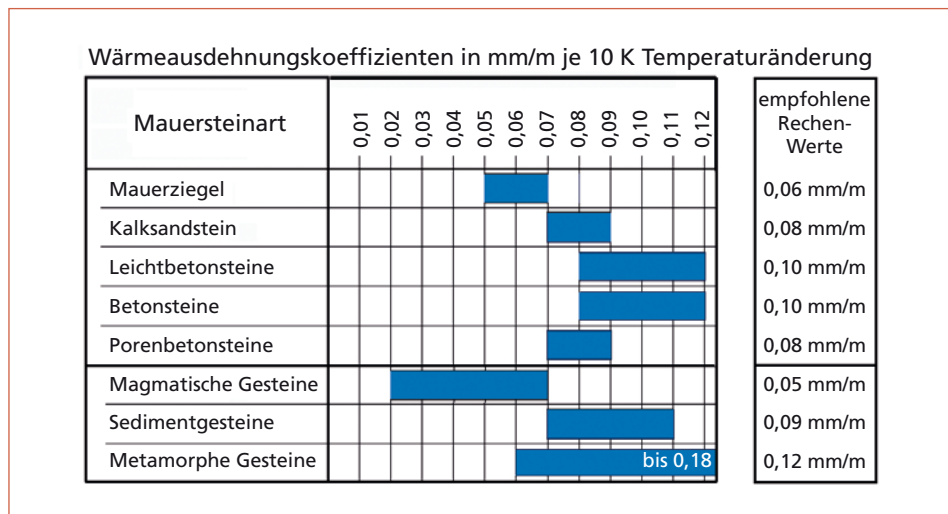 Wärmeausdehnungskoeffizienten in mm/m je 10 K Temperaturänderung
Mauersteinart
0,01
0,02
0,03
0,04
0,05
0,06
0,07
0,08
0,09
0,10
0,11
0,12
empfohlene
Rechen-
Werte
Mauerziegel 0,06 mm/m
Kalksandstein 0,08 mm/m
Leichtbetonsteine 0,10 mm/m
Betonsteine 0,10 mm/m
Porenbetonsteine 0,08 mm/m
Magmatische Gesteine 0,05 mm/m
Sedimentgesteine 0,09 mm/m
Metamorphe Gesteine bis 0,18 0,12 mm/m